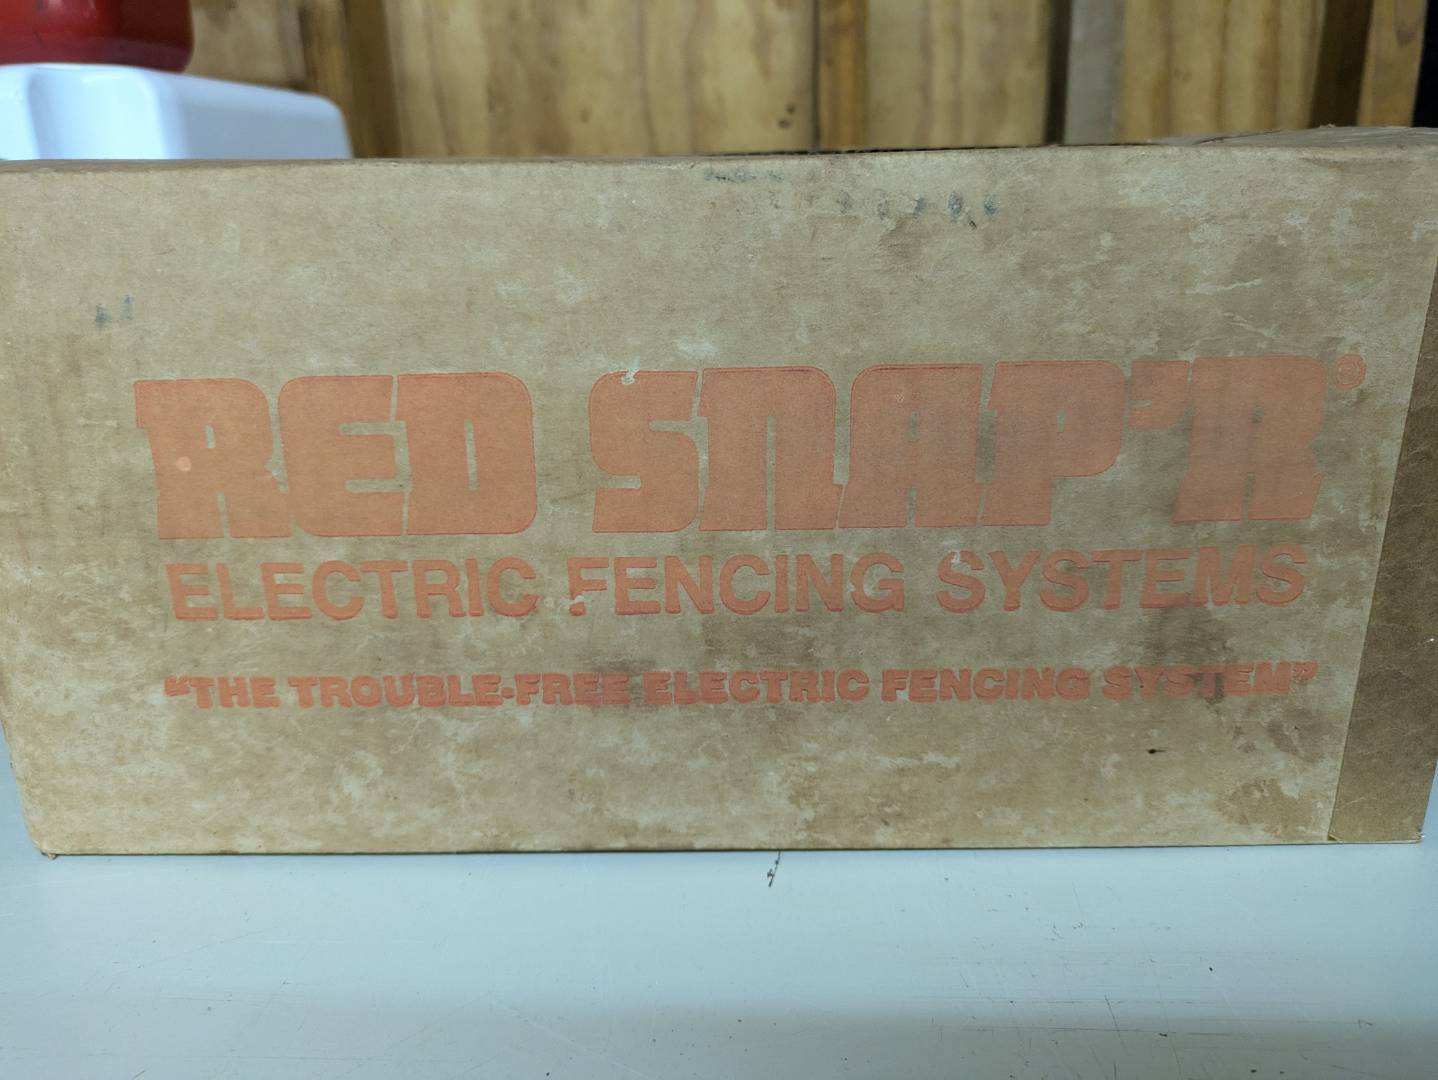 RED SNAP'R®
ELECTRIC FENCING SYSTEMS
“THE TROUBLE-FREE ELECTRIC FENCING SYSTEM”